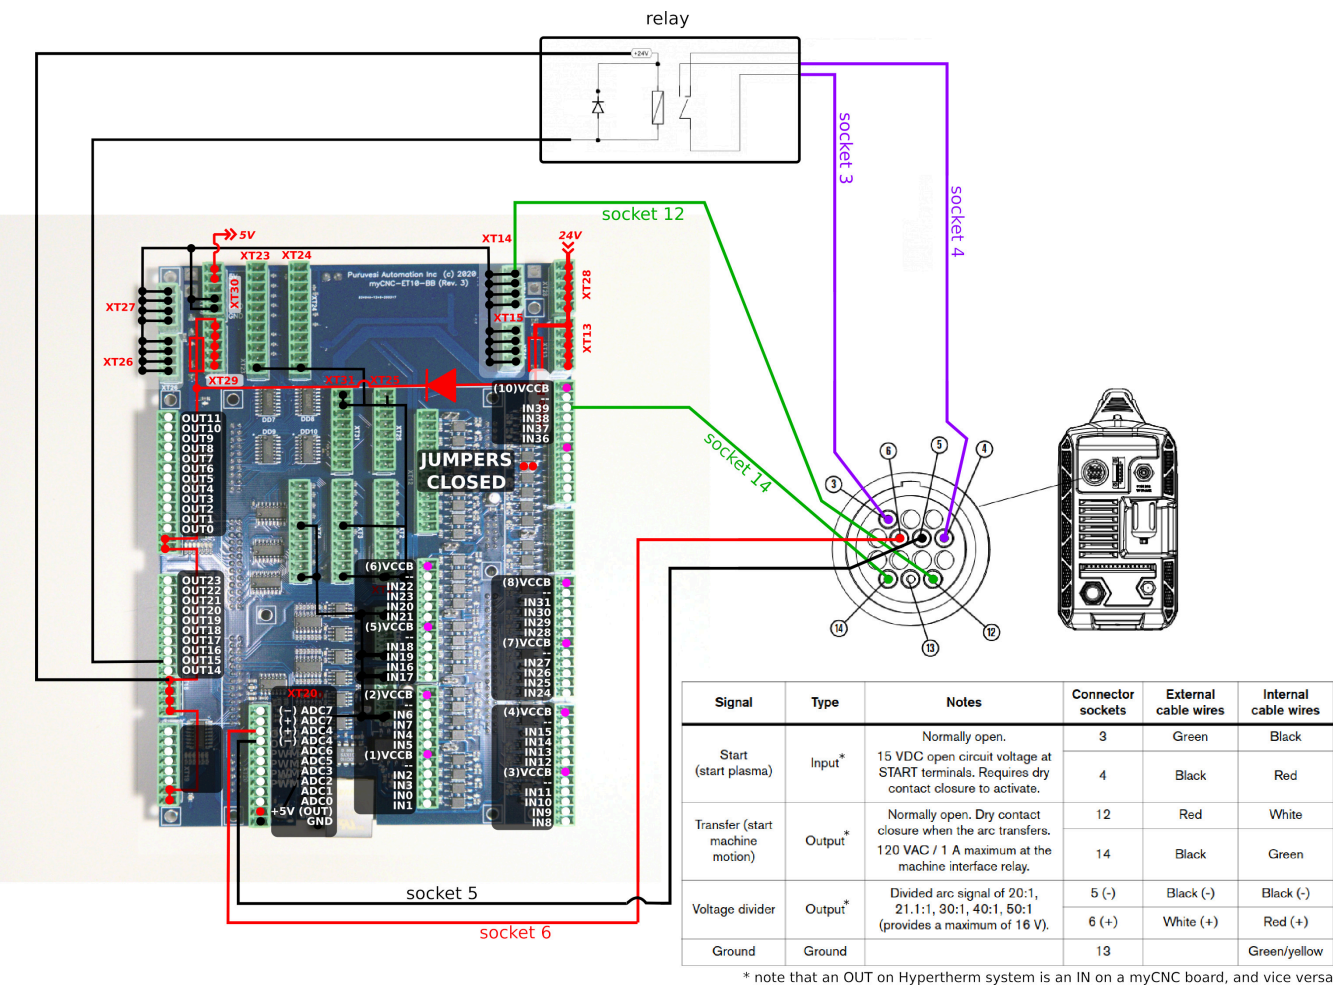 relay
+24V
socket 3
socket 4
socket 12
socket 14
5V
XT23
XT24
XT14
24V
Puruvesi Automation Inc (c) 2020
myCNC-ET10-BB (Rev. 3)
XT30
XT28
XT27
XT15
XT13
XT26
XT29
(10)VCCB
--
IN39
IN38
IN37
IN36
OUT11
OUT10
OUT9
OUT8
OUT7
OUT6
OUT5
OUT4
OUT3
OUT2
OUT1
OUT0
DD7
DD8
DD9
DD10
JUMPERS
CLOSED
OUT23
OUT22
OUT21
OUT20
OUT19
OUT18
OUT17
OUT16
OUT15
OUT14
(6)VCCB
--
IN22
IN23
IN20
IN21
(5)VCCB
--
IN18
IN19
IN16
IN17
(2)VCCB
--
IN6
IN7
IN4
IN5
(1)VCCB
--
IN2
IN3
IN0
IN1
(8)VCCB
--
IN31
IN30
IN29
IN28
(7)VCCB
--
IN27
IN26
IN25
IN24
(4)VCCB
--
IN15
IN14
IN13
IN12
(3)VCCB
--
IN11
IN10
IN9
IN8
XT20
(-) ADC7
(+) ADC7
(+) ADC4
(-) ADC4
ADC6
ADC5
ADC3
ADC2
ADC1
ADC0
+5V (OUT)
GND
socket 5
socket 6
3
6
5
4
14
13
12
Signal Type Notes Connector sockets External cable wires Internal cable wires
Start (start plasma) Input* Normally open. 3 Green Black
15 VDC open circuit voltage at START terminals. Requires dry contact closure to activate. 4 Black Red
Transfer (start machine motion) Output* Normally open. Dry contact closure when the arc transfers. 12 Red White
120 VAC / 1 A maximum at the machine interface relay. 14 Black Green
Voltage divider Output* Divided arc signal of 20:1, 21.1:1, 30:1, 40:1, 50:1 (provides a maximum of 16 V). 5 (-) Black (-) Black (-)
6 (+) White (+) Red (+)
Ground Ground 13 Green/yellow
* note that an OUT on Hypertherm system is an IN on a myCNC board, and vice versa